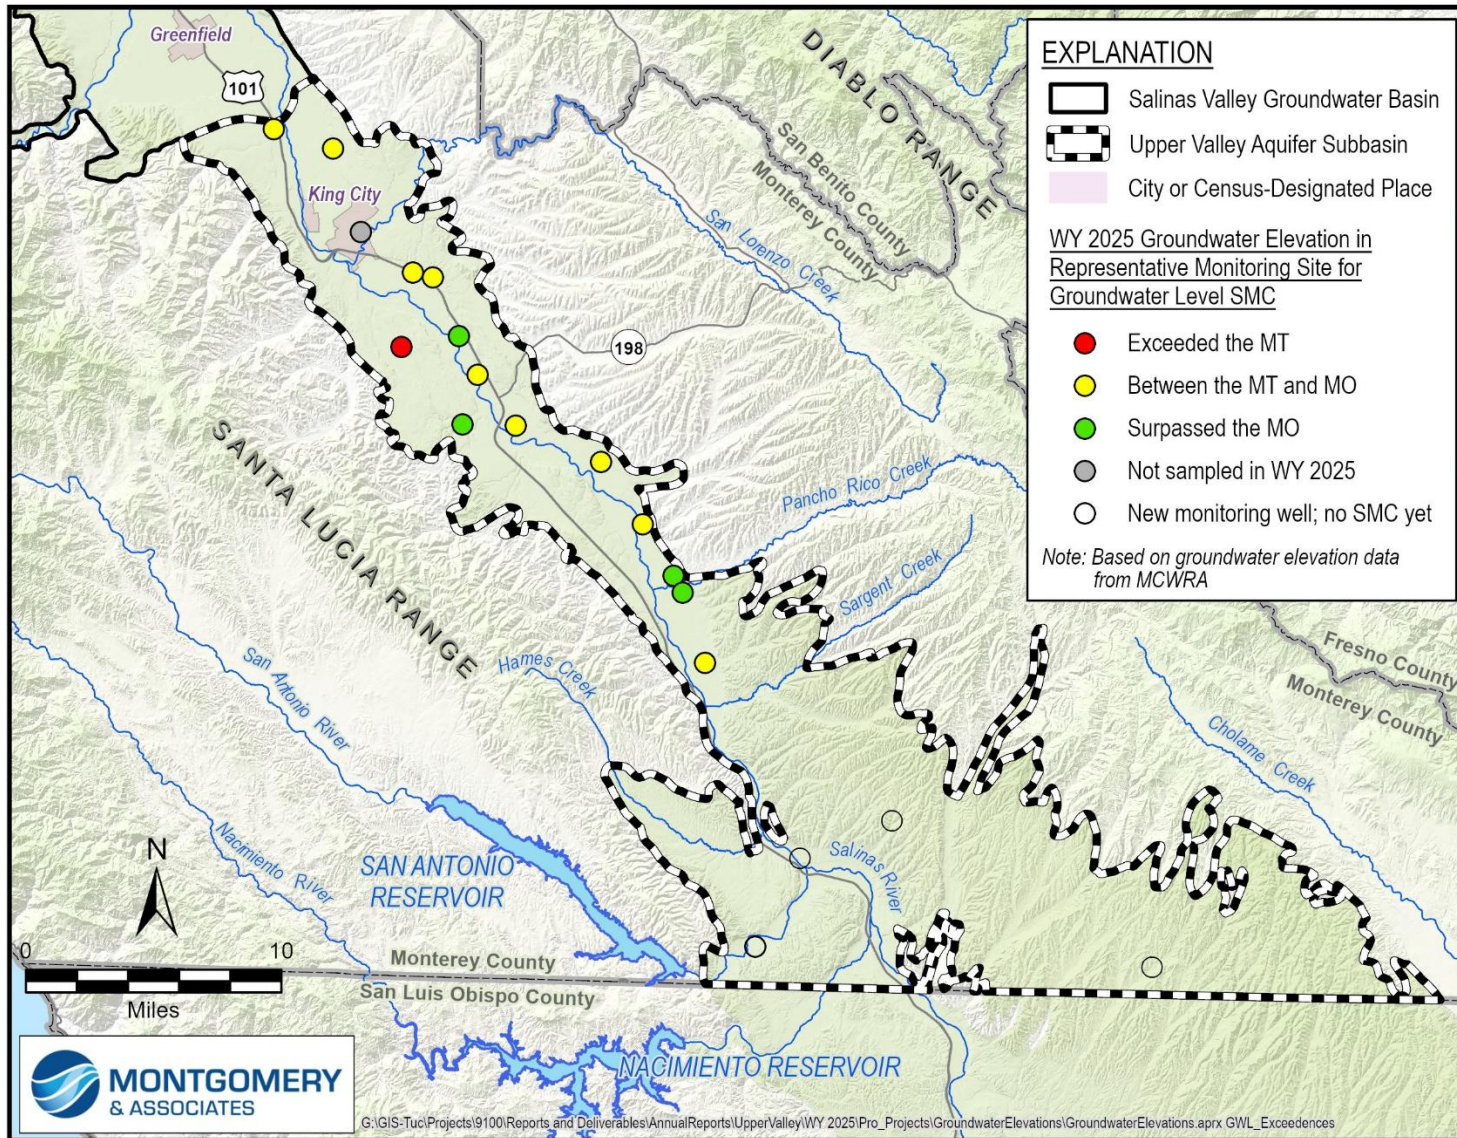 Greenfield
101
King City
DIABLO RANGE
San Benito County
Monterey County
San Lorenzo Creek
198
SANTA LUCIA RANGE
Pancho Rico Creek
Sargent Creek
Hames Creek
San Antonio River
Nacimiento River
SAN ANTONIO
RESERVOIR
Salinas River
Cholame Creek
Fresno County
Monterey County
N
0 10
Miles
Monterey County
San Luis Obispo County
NACIMIENTO RESERVOIR
EXPLANATION
Salinas Valley Groundwater Basin
Upper Valley Aquifer Subbasin
City or Census-Designated Place
WY 2025 Groundwater Elevation in
Representative Monitoring Site for
Groundwater Level SMC
Exceeded the MT
Between the MT and MO
Surpassed the MO
Not sampled in WY 2025
New monitoring well; no SMC yet
Note: Based on groundwater elevation data
from MCWRA
MONTGOMERY
& ASSOCIATES
G:\GIS-Tuc\Projects\9100\Reports and Deliverables\AnnualReports\UpperValley\WY 2025\Pro_Projects\GroundwaterElevations\GroundwaterElevations.aprx GWL_Exceedences